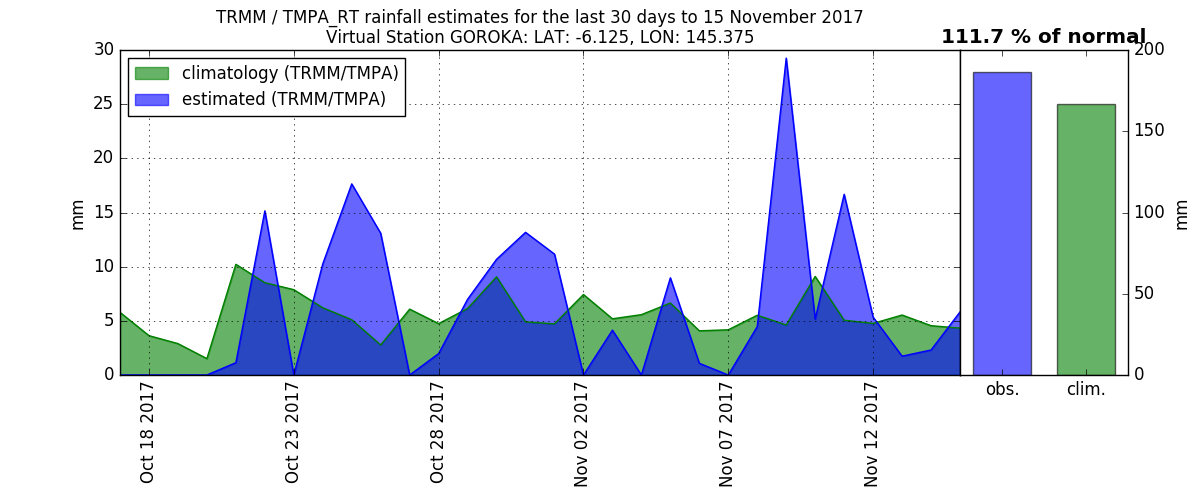 TRMM / TMPA_RT rainfall estimates for the last 30 days to 15 November 2017
Virtual Station GOROKA: LAT: -6.125, LON: 145.375
111.7 % of normal
climatology (TRMM/TMPA)
estimated (TRMM/TMPA)
30
25
20
15
10
5
0
mm
Oct 18 2017
Oct 23 2017
Oct 28 2017
Nov 02 2017
Nov 07 2017
Nov 12 2017
200
150
100
50
0
mm
obs.
clim.